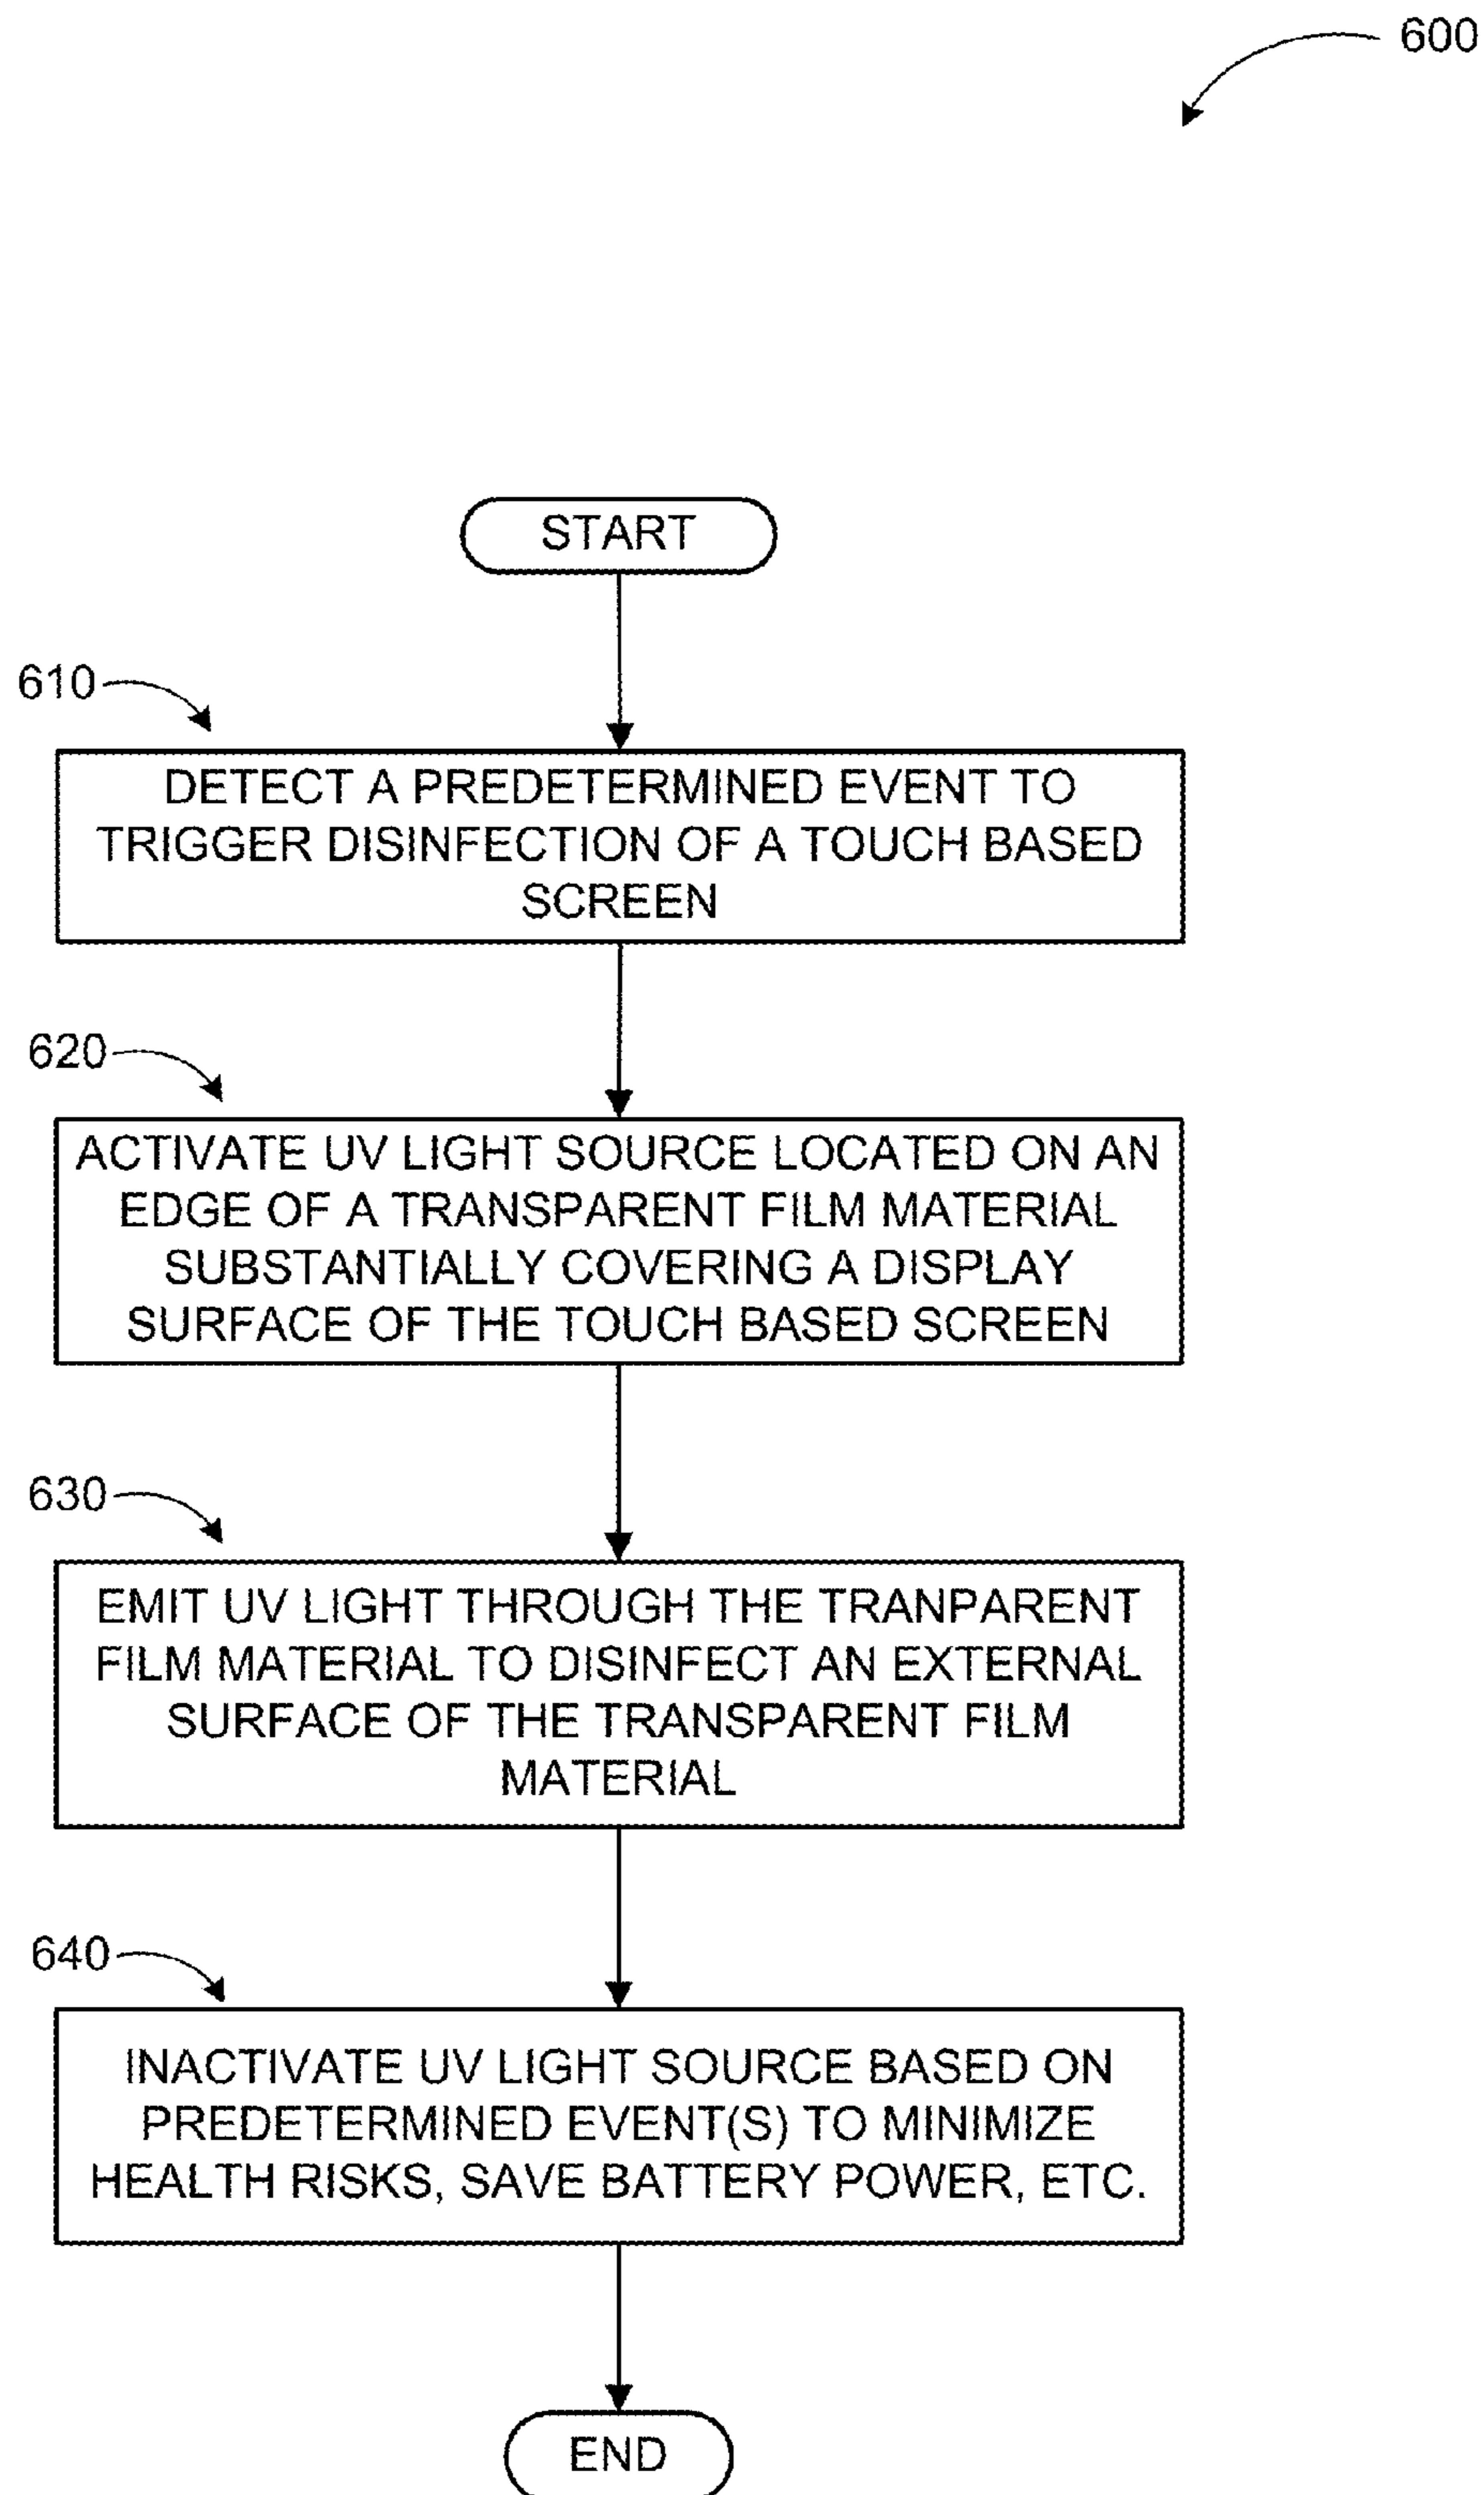 600
START
610
DETECT A PREDETERMINED EVENT TO
TRIGGER DISINFECTION OF A TOUCH BASED
SCREEN
620
ACTIVATE UV LIGHT SOURCE LOCATED ON AN
EDGE OF A TRANSPARENT FILM MATERIAL
SUBSTANTIALLY COVERING A DISPLAY
SURFACE OF THE TOUCH BASED SCREEN
630
EMIT UV LIGHT THROUGH THE TRANPARENT
FILM MATERIAL TO DISINFECT AN EXTERNAL
SURFACE OF THE TRANSPARENT FILM
MATERIAL
640
INACTIVATE UV LIGHT SOURCE BASED ON
PREDETERMINED EVENT(S) TO MINIMIZE
HEALTH RISKS, SAVE BATTERY POWER, ETC.
END